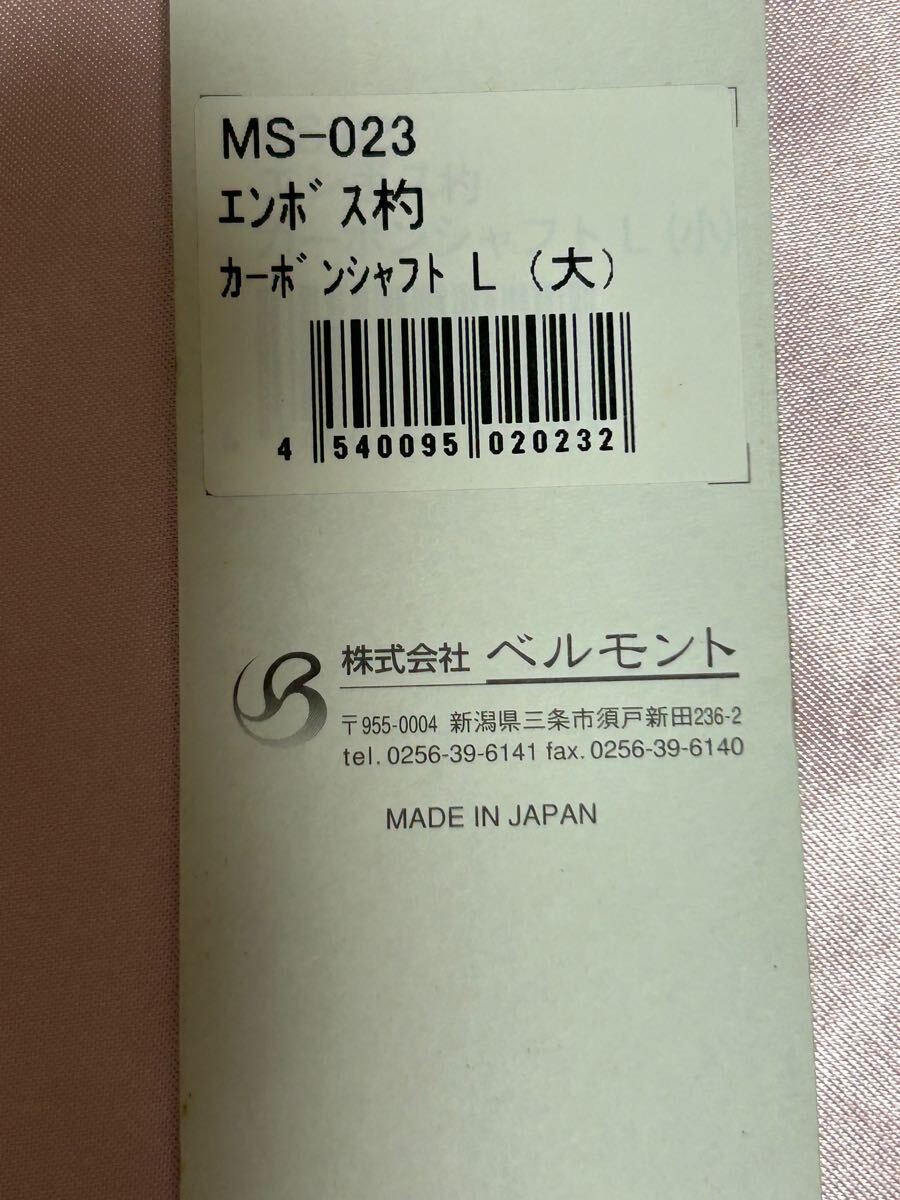 MS-023
ｴﾝﾎﾞｽ杓
ｶｰﾎﾞﾝｼｬﾌﾄ L (大)
4 540095 020232
株式会社 ベルモント
〒955-0004 新潟県三条市須戸新田236-2
tel. 0256-39-6141 fax. 0256-39-6140
MADE IN JAPAN